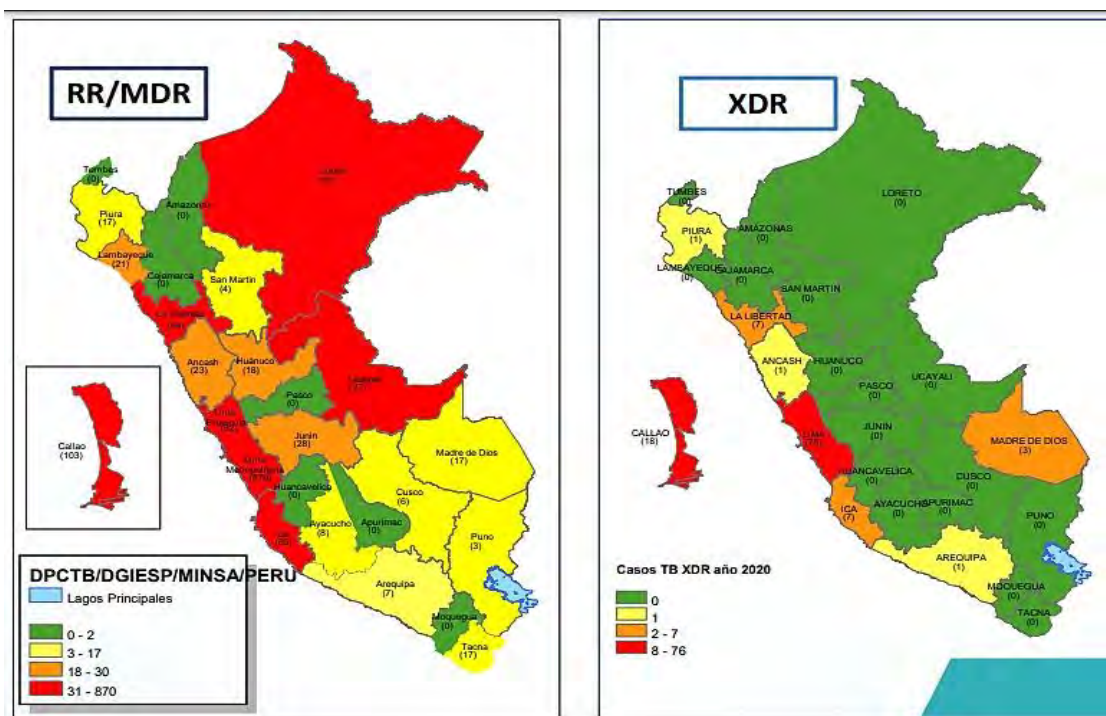 RR/MDR
Tumbes
(0)
Piura
(17)
Amazonas
(0)
Lambayeque
(21)
Cajamarca
(0)
San Martin
(4)
Ancash
(23)
Huánuco
(18)
Pasco
(0)
Junin
(28)
Madre de Dios
(17)
Callao
(103)
Huancavelica
(0)
Cusco
(6)
Ayacucho
(8)
Apurimac
(0)
Puno
(3)
Arequipa
(7)
Moquegua
(0)
Tacna
(17)
DPCTB/DGIESP/MINSA/PERU
Lagos Principales
0 - 2
3 - 17
18 - 30
31 - 870
XDR
TUMBES
(0)
PIURA
(1)
LORETO
(0)
AMAZONAS
(0)
LAMBAYEQUE
(0)
CAJAMARCA
(0)
SAN MARTIN
(0)
LA LIBERTAD
(7)
ANCASH
(1)
HUANUCO
(0)
UCAYALI
(0)
PASCO
(0)
JUNIN
(0)
MADRE DE DIOS
(3)
CALLAO
(18)
LIMA
HUANCAVELICA
(0)
CUSCO
(0)
ICA
(7)
AYACUCHO
(0)
APURIMAC
(0)
PUNO
(0)
AREQUIPA
(1)
MOQUEGUA
(0)
TACNA
(0)
Casos TB XDR año 2020
0
1
2 - 7
8 - 76